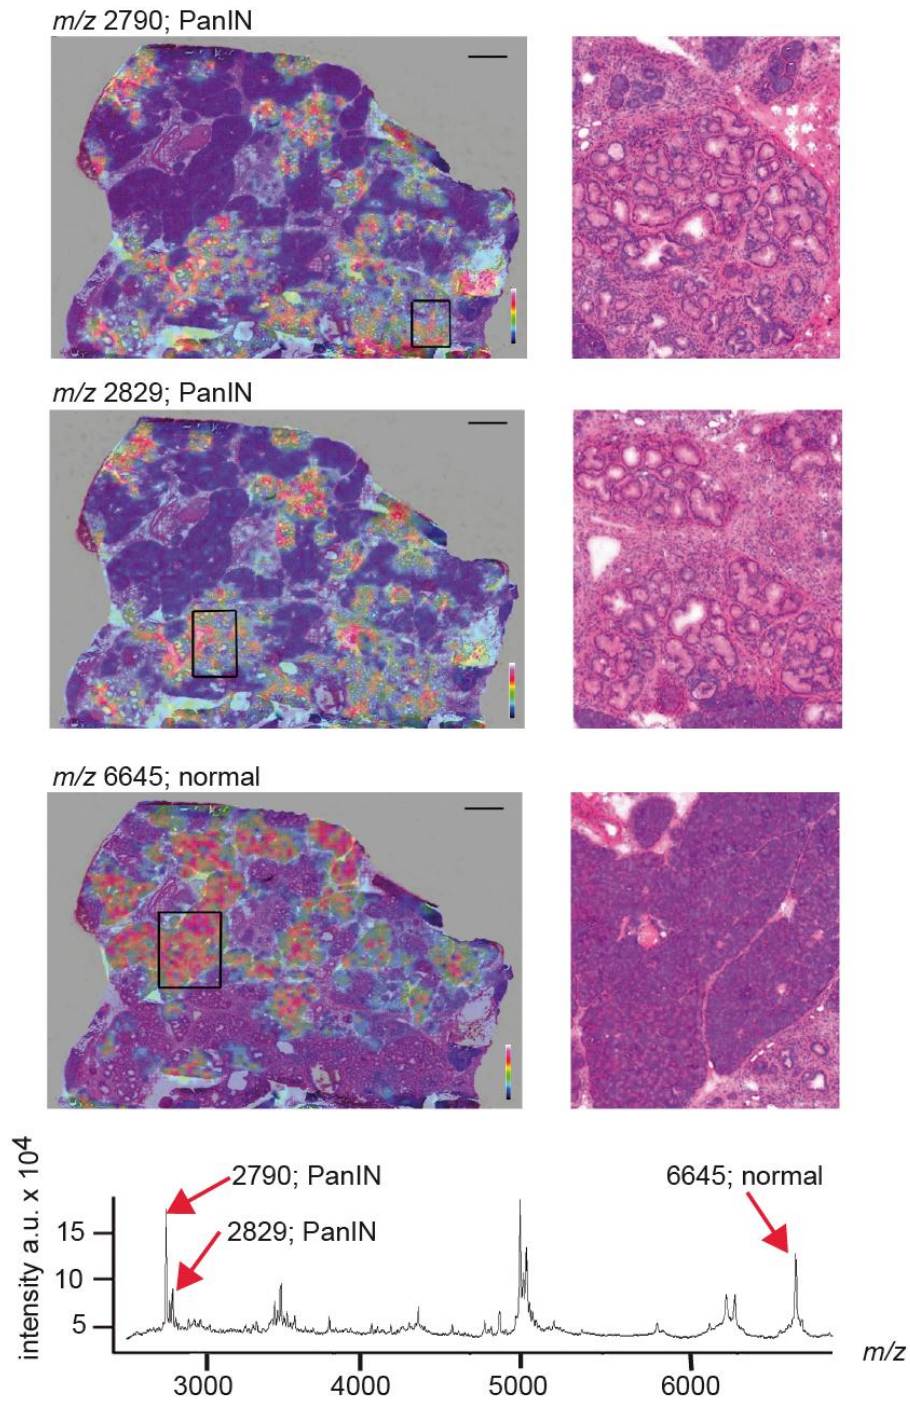 m/z 2790; PanIN
m/z 2829; PanIN
m/z 6645; normal
intensity a.u. x 10⁴
2790; PanIN
6645; normal
2829; PanIN
15
10
5
m/z
3000 4000 5000 6000